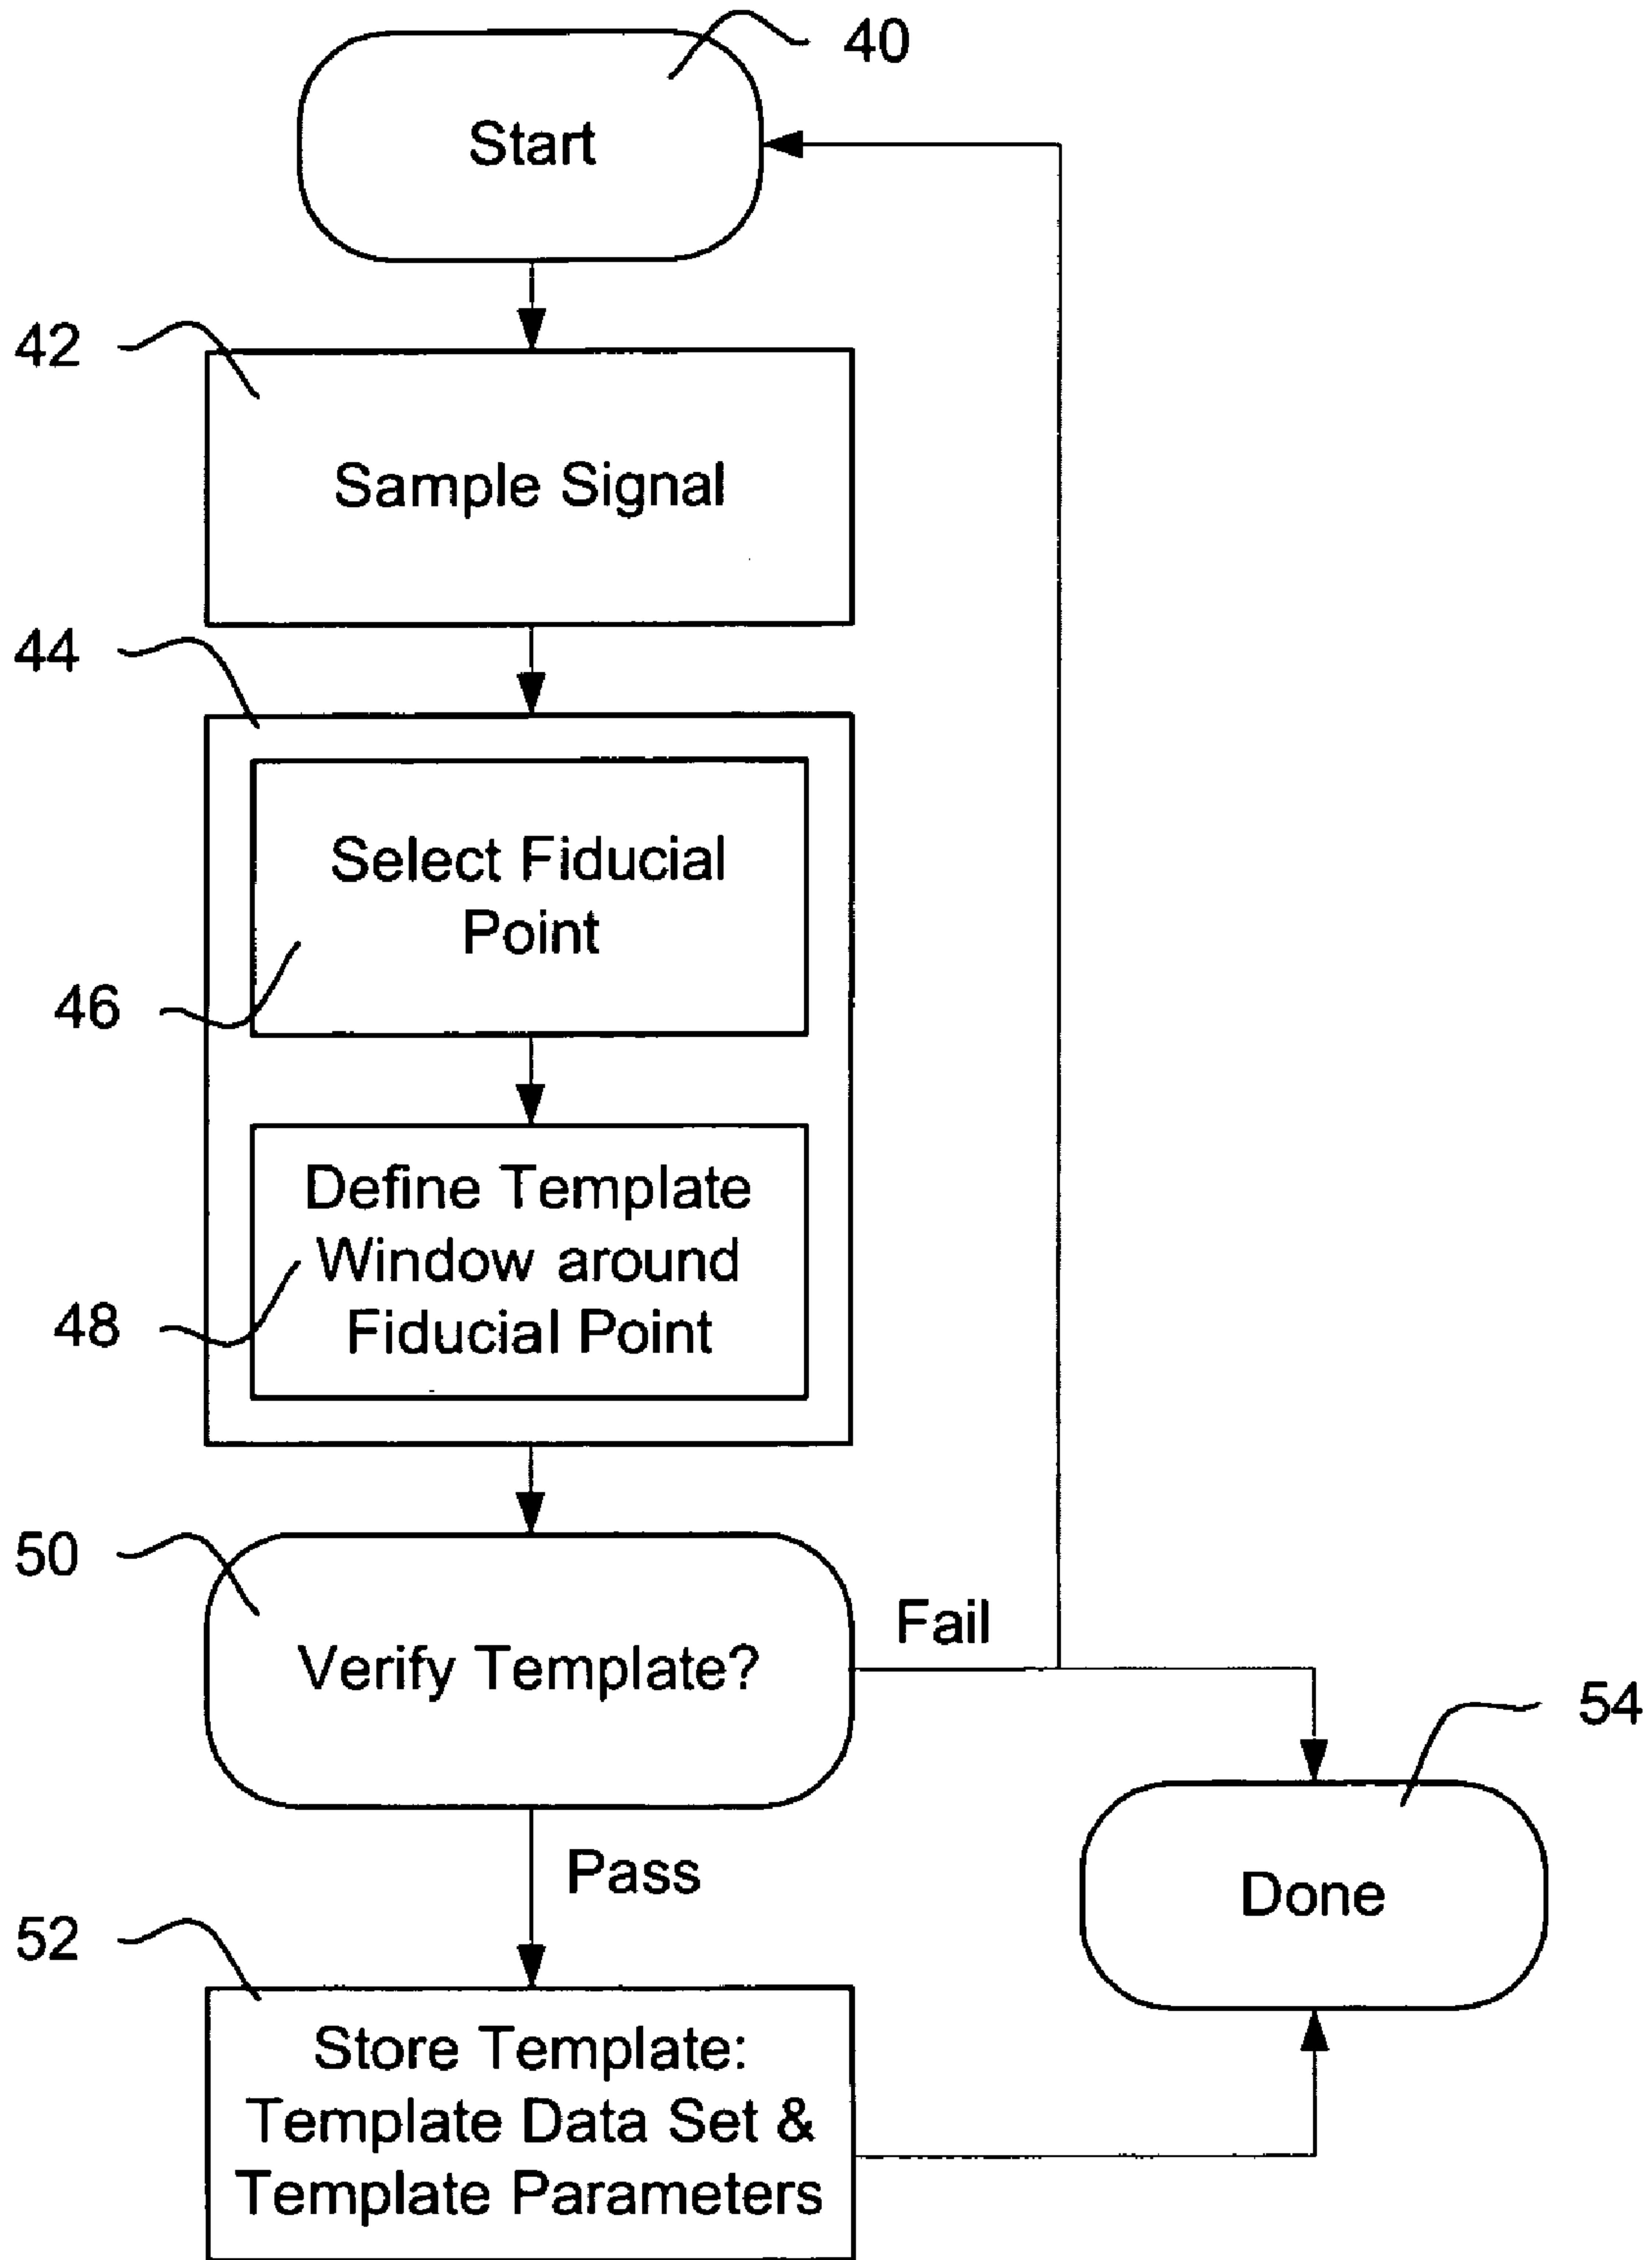 40
Start
42
Sample Signal
44
Select Fiducial
Point
46
Define Template
Window around
Fiducial Point
48
50
Verify Template?
Fail
54
Pass
Done
52
Store Template:
Template Data Set &
Template Parameters